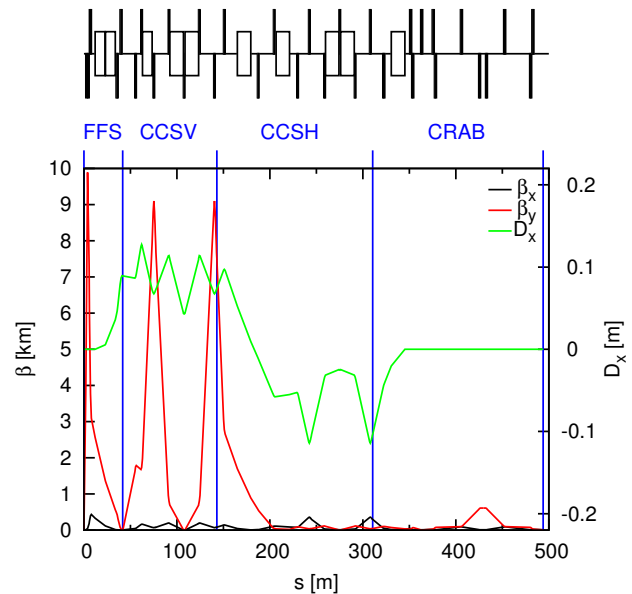 FFS CCSV CCSH CRAB
10 0.2
9 βx
8 βy
7 Dx
6 0.1
5 0
4
3 -0.1
2
1
0 -0.2
0 100 200 300 400 500
β [km]
Dx [m]
s [m]